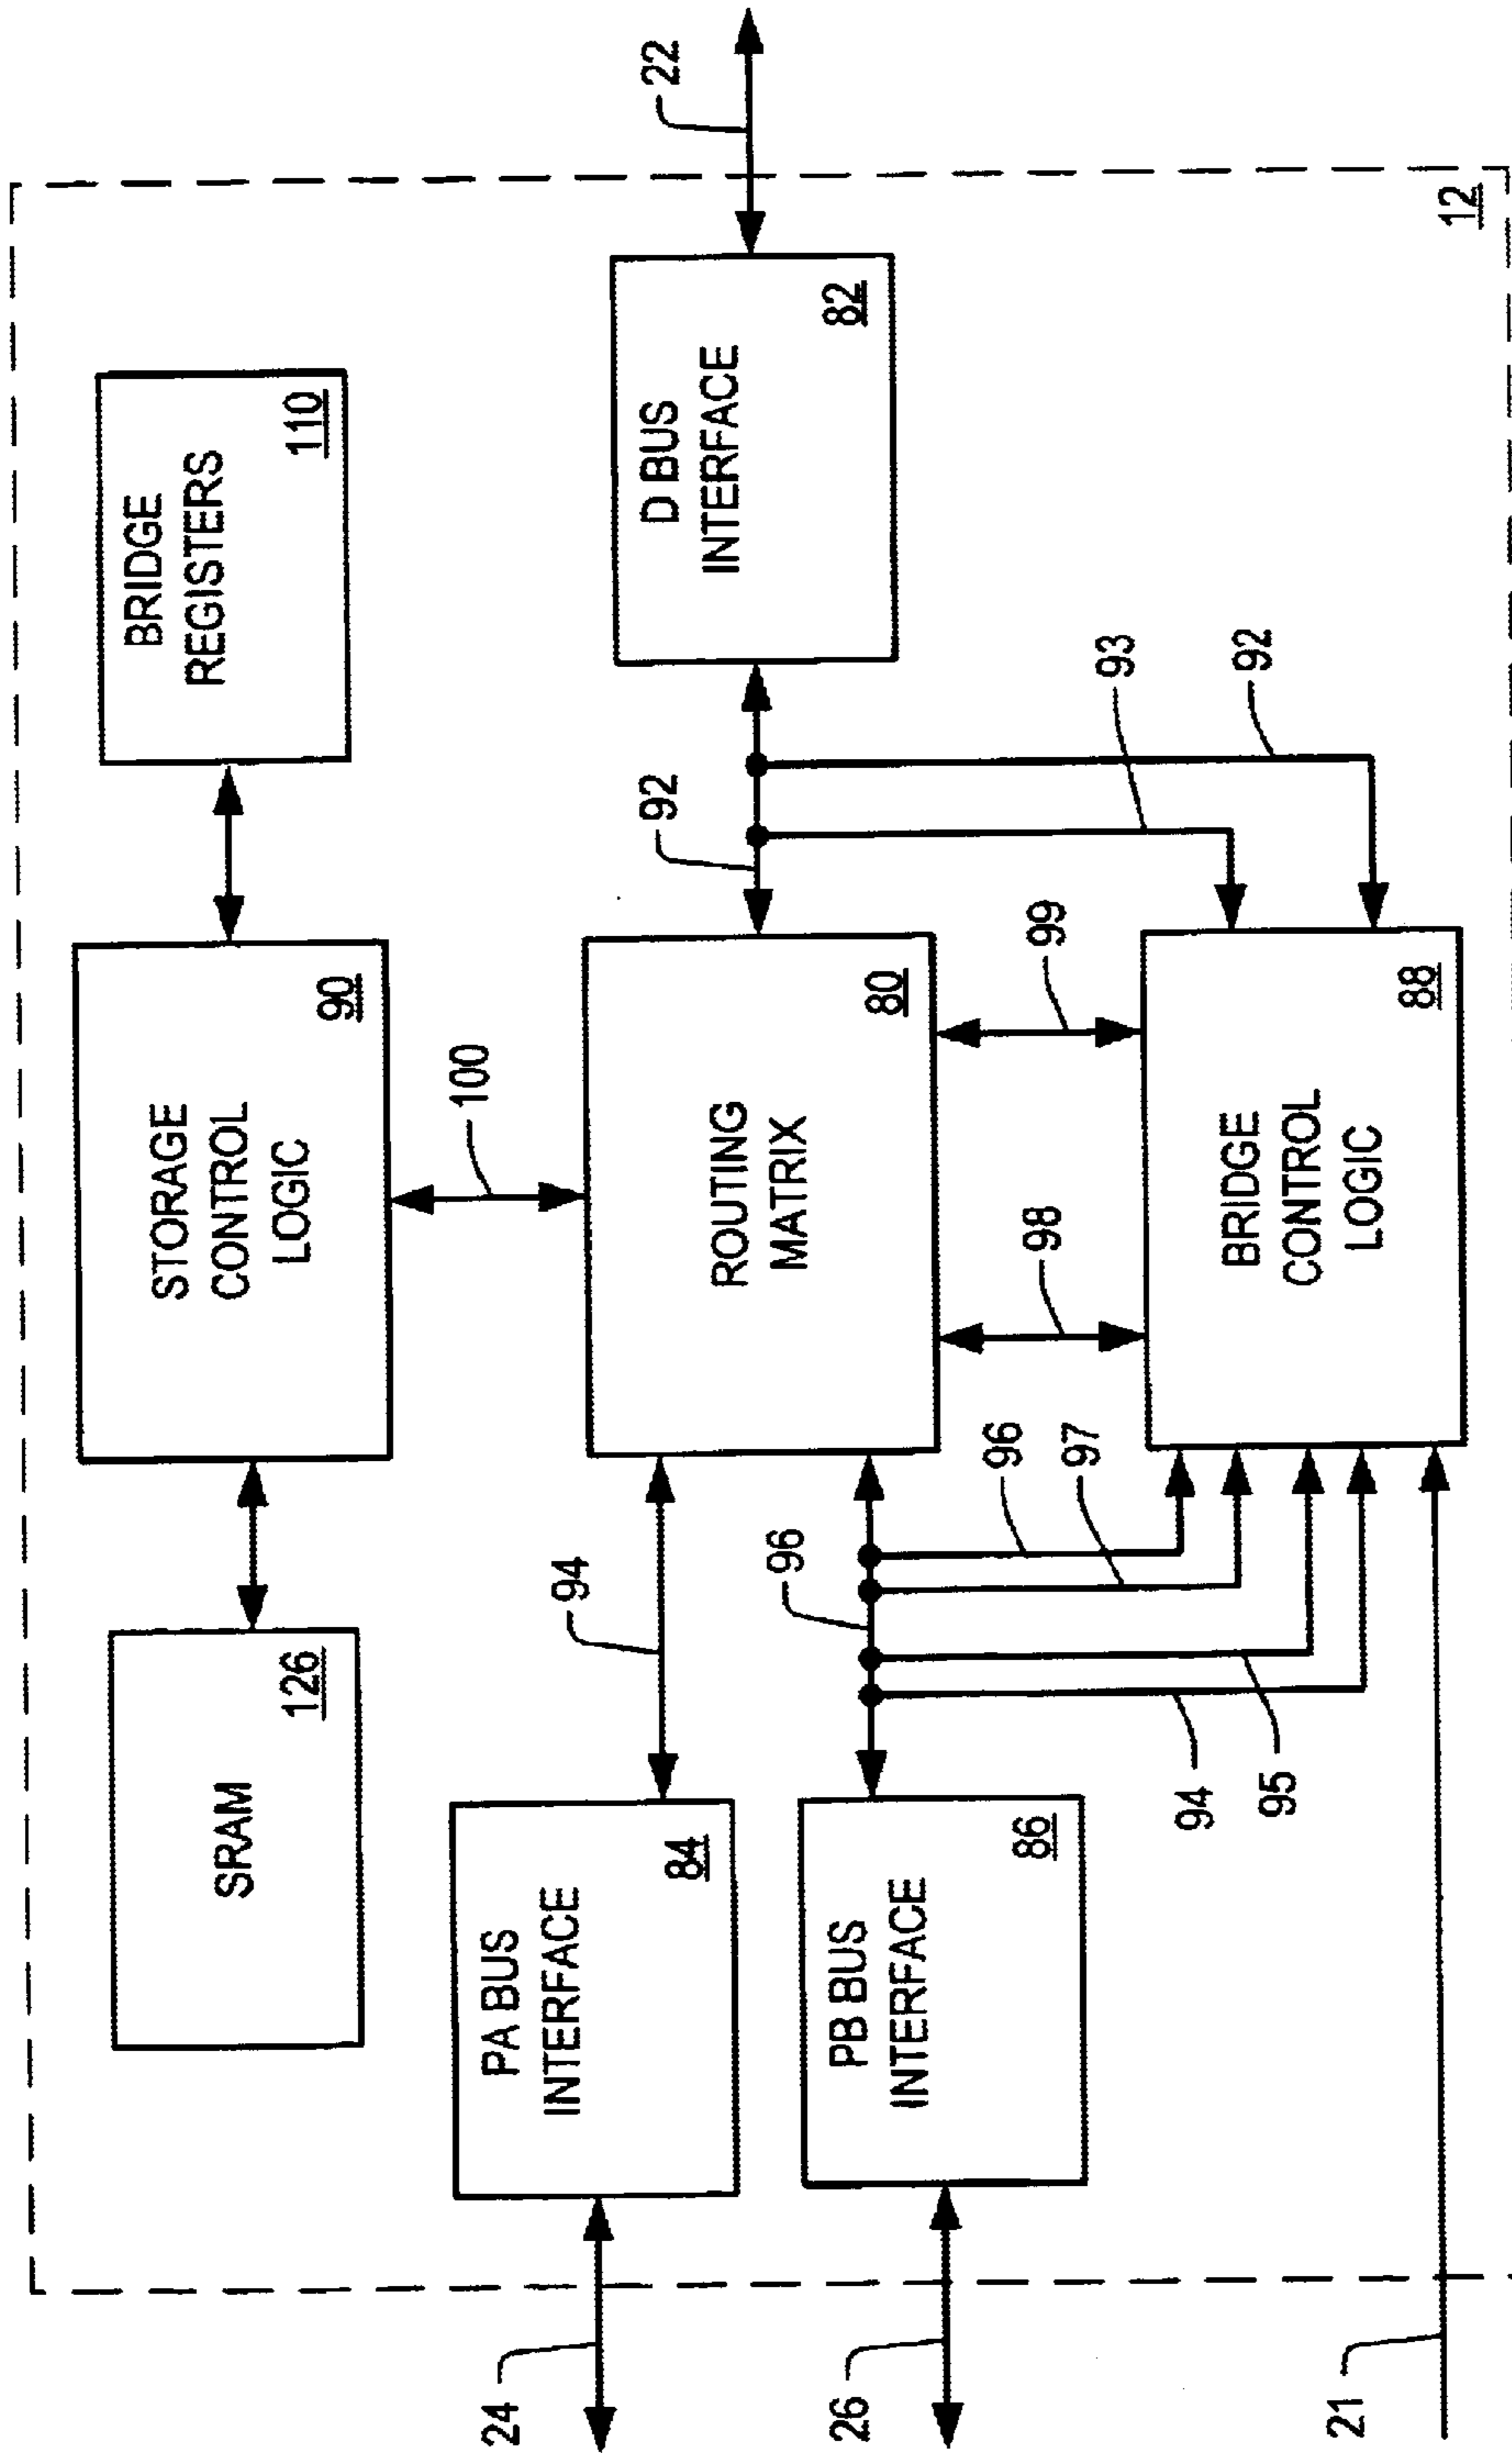 22
BRIDGE
REGISTERS
110
STORAGE
CONTROL
LOGIC
90
SRAM
126
100
D BUS
INTERFACE
82
92
93
92
ROUTING
MATRIX
80
94
PA BUS
INTERFACE
84
24
96
PB BUS
INTERFACE
86
26
98
99
96
97
95
94
BRIDGE
CONTROL
LOGIC
88
21
12